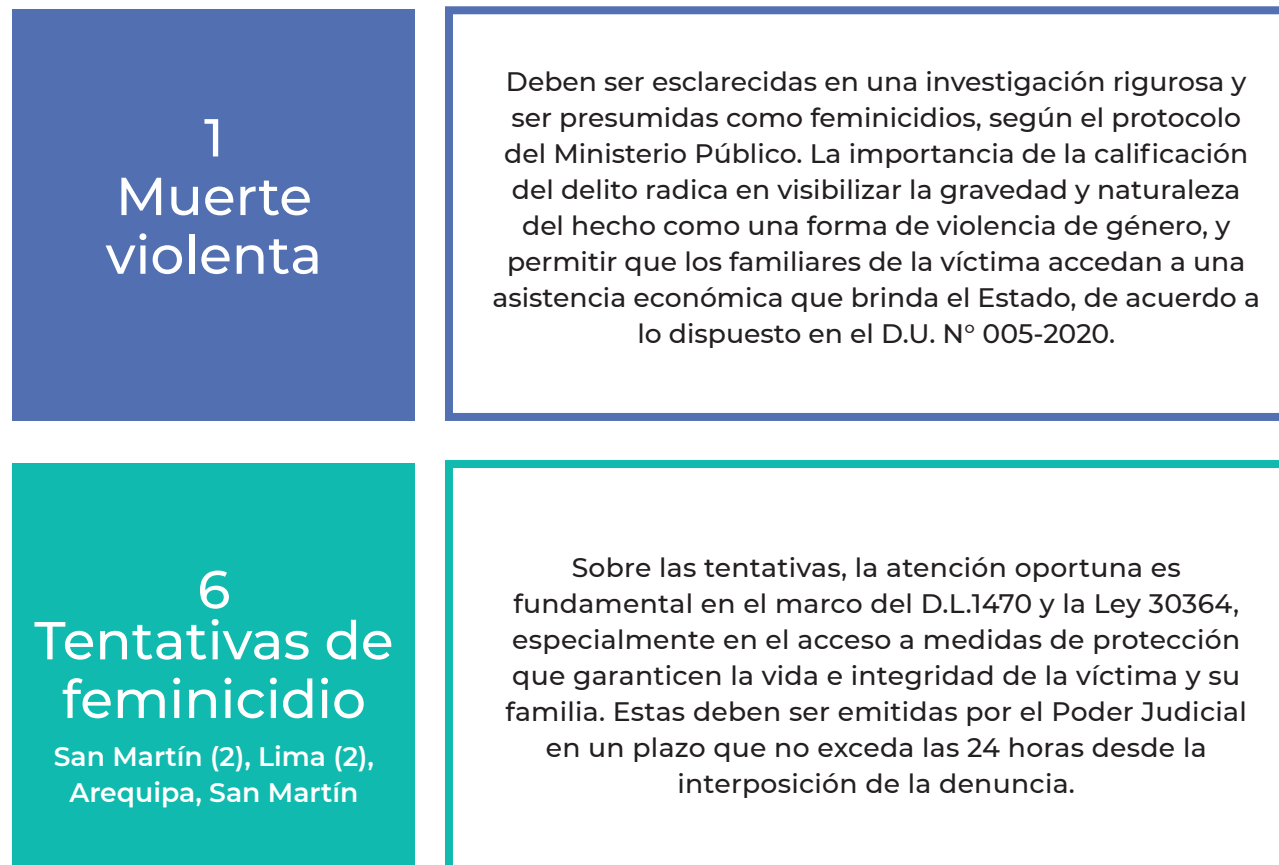 1
Muerte
violenta
Deben ser esclarecidas en una investigación rigurosa y
ser presumidas como feminicidios, según el protocolo
del Ministerio Público. La importancia de la calificación
del delito radica en visibilizar la gravedad y naturaleza
del hecho como una forma de violencia de género, y
permitir que los familiares de la víctima accedan a una
asistencia económica que brinda el Estado, de acuerdo a
lo dispuesto en el D.U. N° 005-2020.
6
Tentativas de
feminicidio
San Martín (2), Lima (2),
Arequipa, San Martín
Sobre las tentativas, la atención oportuna es
fundamental en el marco del D.L.1470 y la Ley 30364,
especialmente en el acceso a medidas de protección
que garanticen la vida e integridad de la víctima y su
familia. Estas deben ser emitidas por el Poder Judicial
en un plazo que no exceda las 24 horas desde la
interposición de la denuncia.